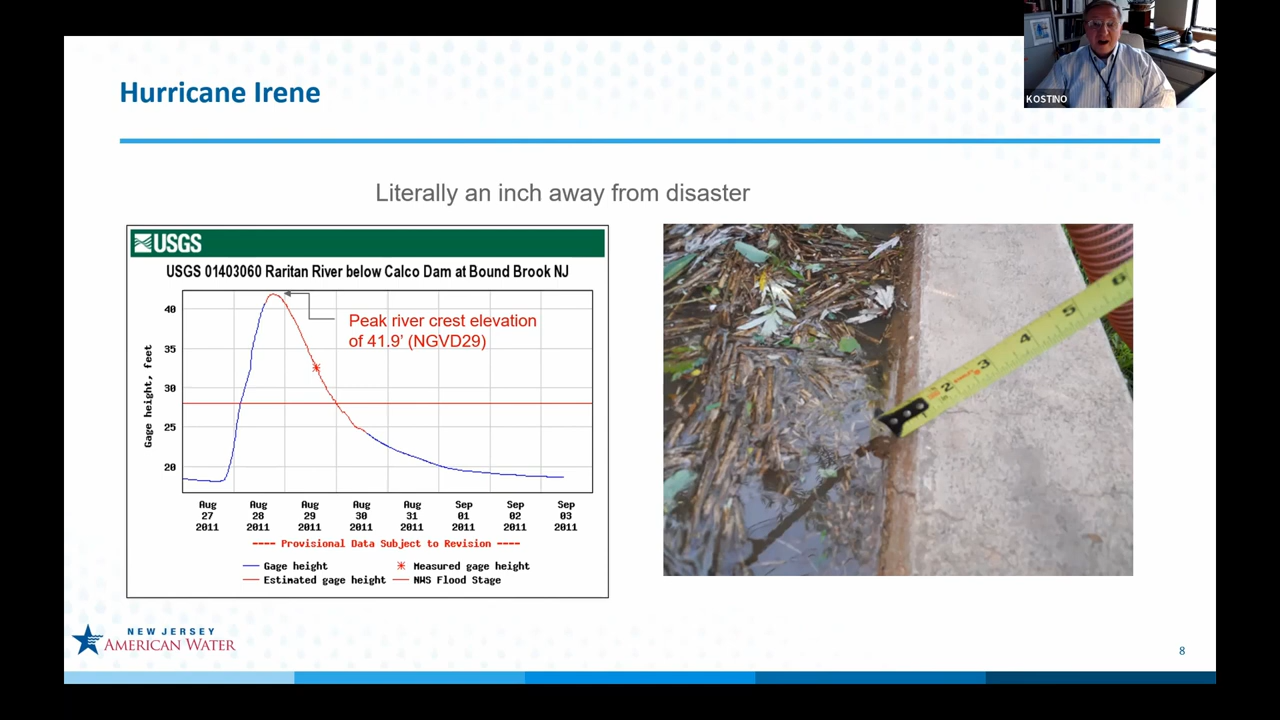 KOSTINO
Hurricane Irene
Literally an inch away from disaster
USGS
USGS 01403060 Raritan River below Calco Dam at Bound Brook NJ
Gage height, feet
40
35
30
25
20
Peak river crest elevation
of 41.9' (NGVD29)
Aug Aug Aug Aug Aug Sep Sep Sep
27 28 29 30 31 01 02 03
2011 2011 2011 2011 2011 2011 2011 2011
---- Provisional Data Subject to Revision ----
Gage height
Measured gage height
Estimated gage height
NWS Flood Stage
2 3 4 5 6
NEW JERSEY
AMERICAN WATER
8